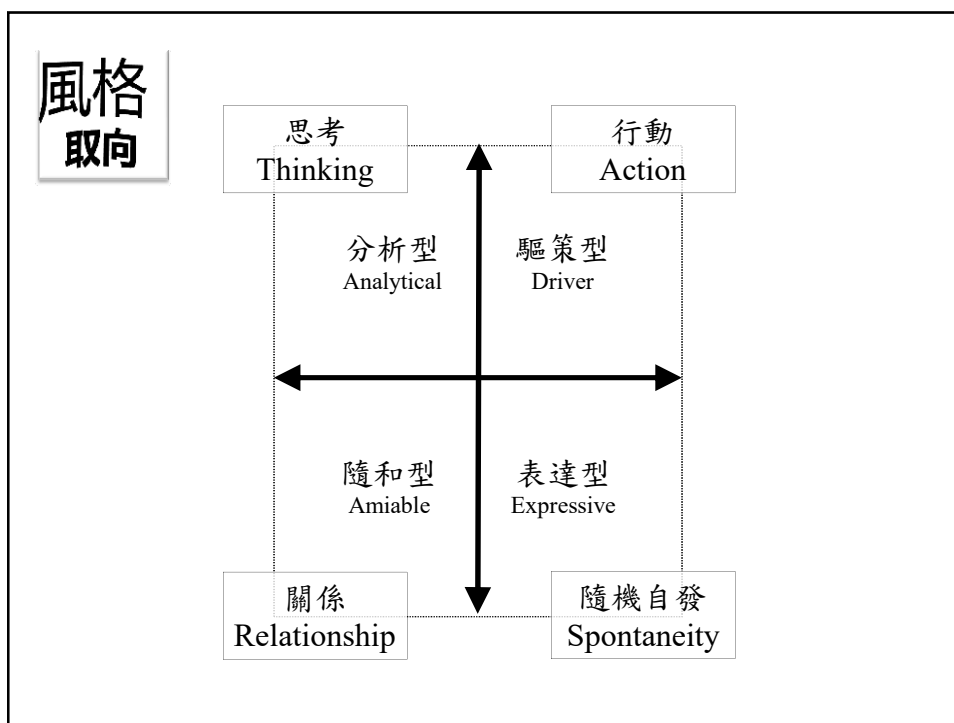 風格
取向
思考
Thinking
行動
Action
分析型
Analytical
驅策型
Driver
隨和型
Amiable
表達型
Expressive
關係
Relationship
隨機自發
Spontaneity